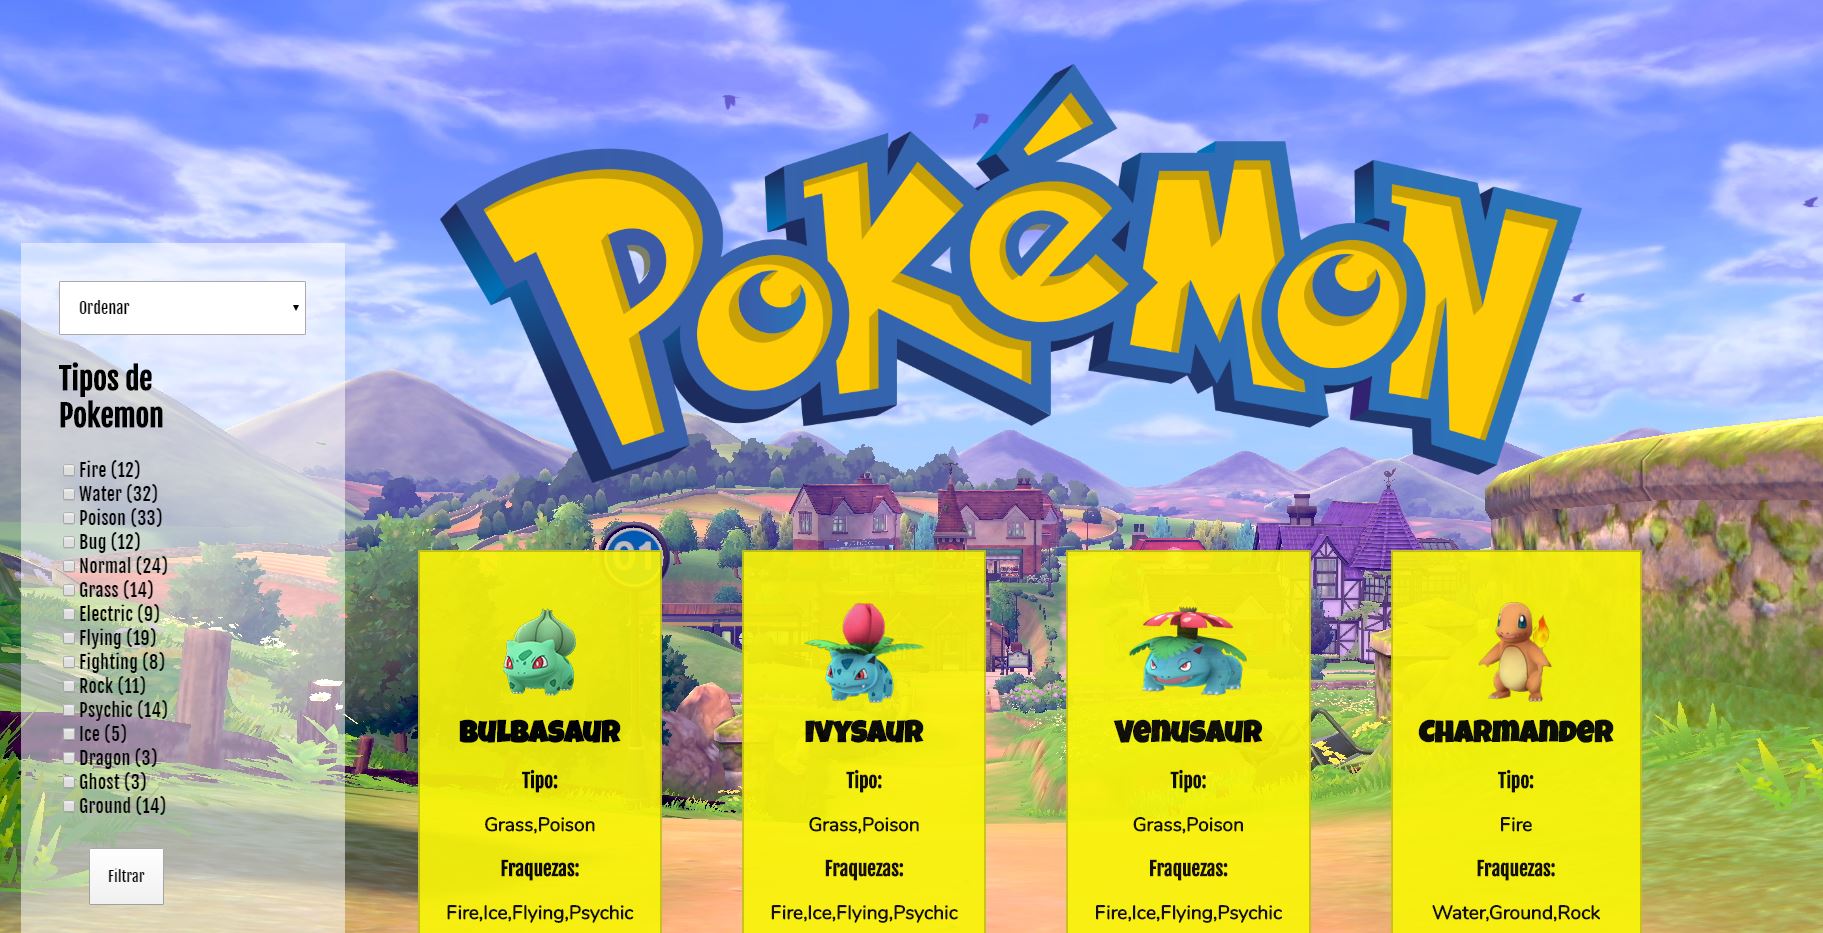 POKéMON
Ordenar
Tipos de
Pokemon
Fire (12)
Water (32)
Poison (33)
Bug (12)
Normal (24)
Grass (14)
Electric (9)
Flying (19)
Fighting (8)
Rock (11)
Psychic (14)
Ice (5)
Dragon (3)
Ghost (3)
Ground (14)
Filtrar
01
BULBASAUR
Tipo:
Grass,Poison
Fraquezas:
Fire,Ice,Flying,Psychic
IVYSAUR
Tipo:
Grass,Poison
Fraquezas:
Fire,Ice,Flying,Psychic
VENUSAUR
Tipo:
Grass,Poison
Fraquezas:
Fire,Ice,Flying,Psychic
CHARMANDER
Tipo:
Fire
Fraquezas:
Water,Ground,Rock